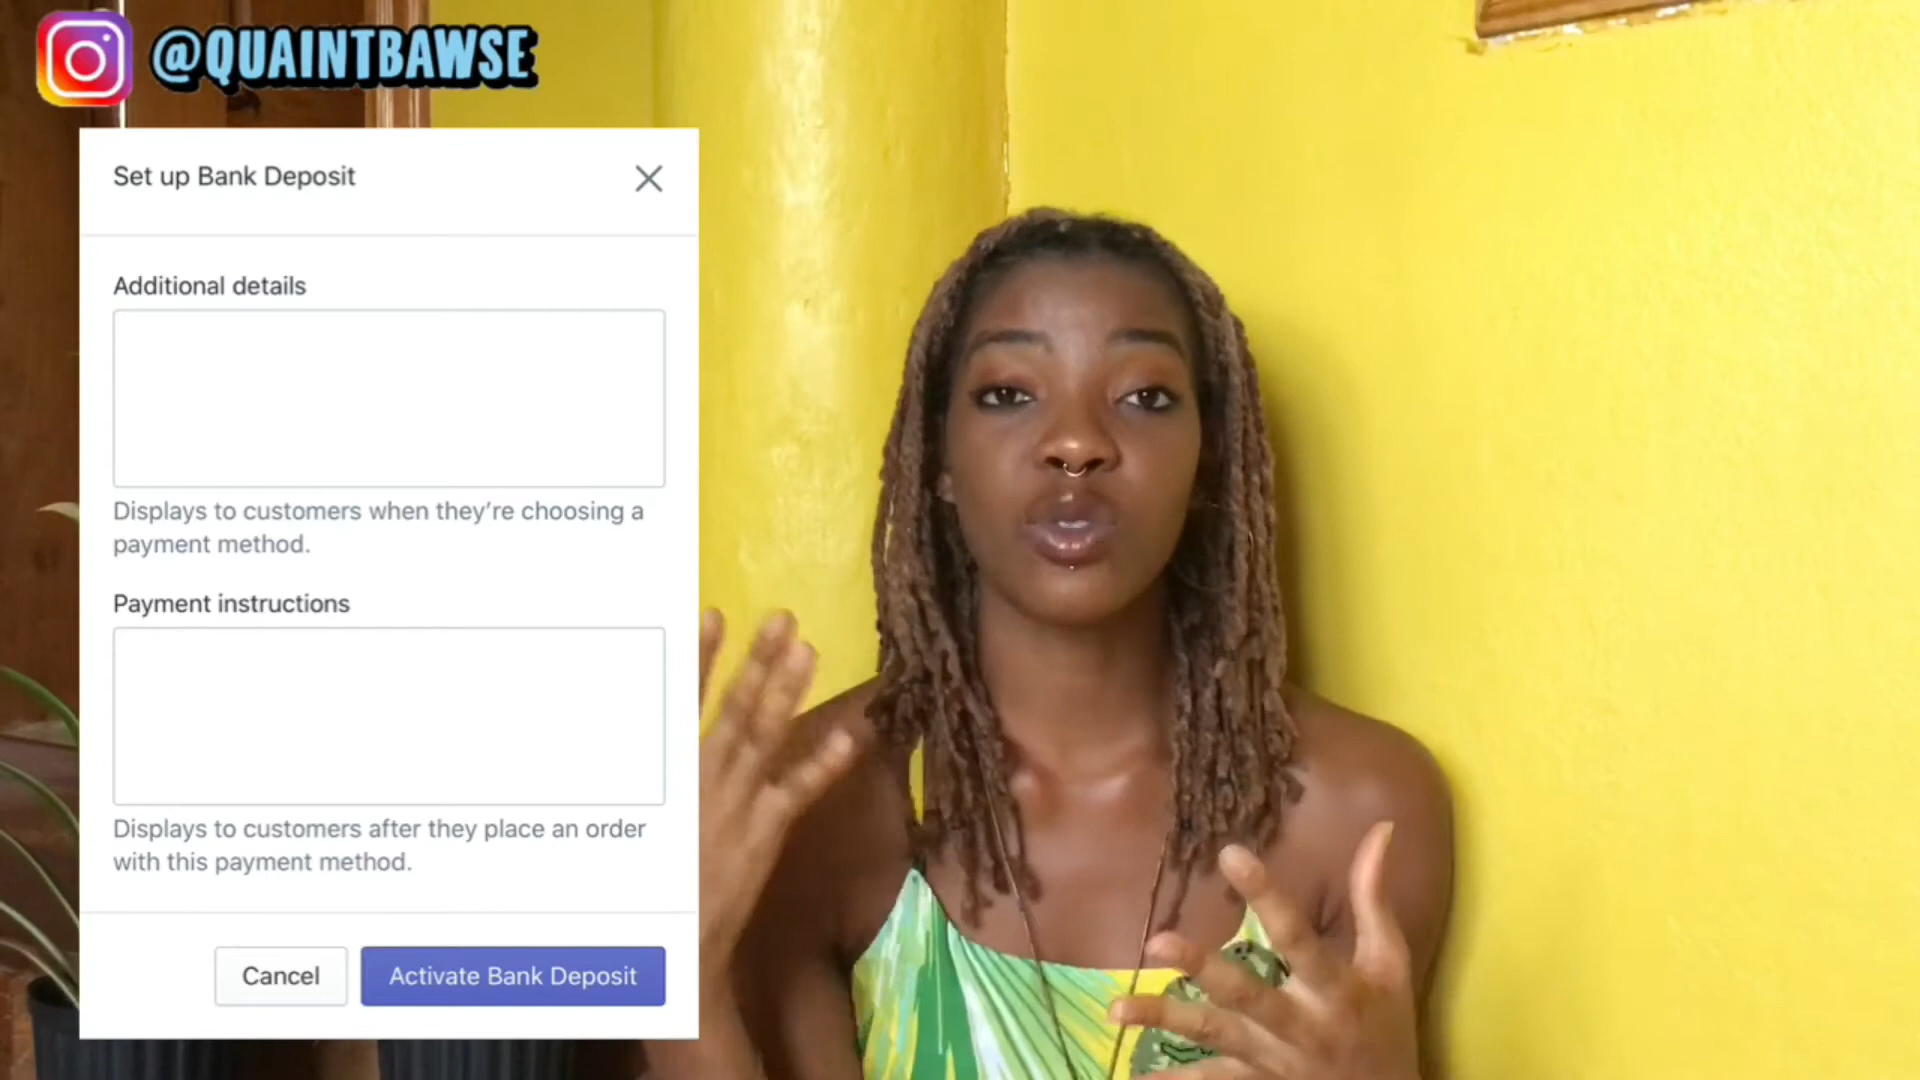 @QUAINTBAWSE
Set up Bank Deposit
Additional details
Displays to customers when they’re choosing a
payment method.
Payment instructions
Displays to customers after they place an order
with this payment method.
Cancel
Activate Bank Deposit